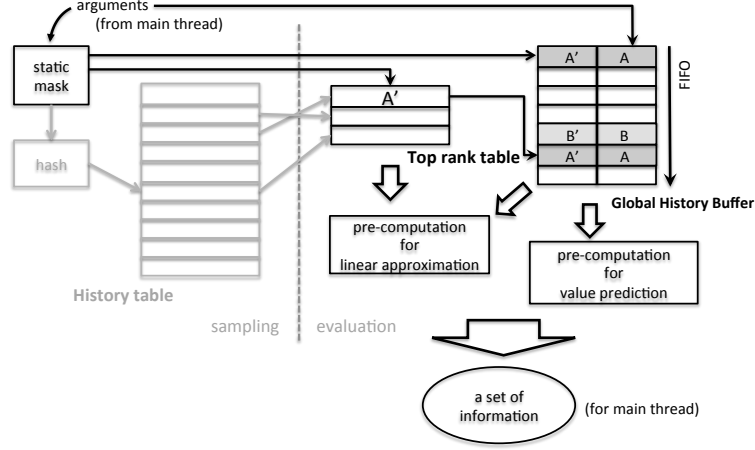 arguments
(from main thread)
static
mask
hash
History table
sampling
evaluation
A’
Top rank table
A’ A
B’ B
A’ A
FIFO
Global History Buffer
pre-computation
for
linear approximation
pre-computation
for
value prediction
a set of
information
(for main thread)